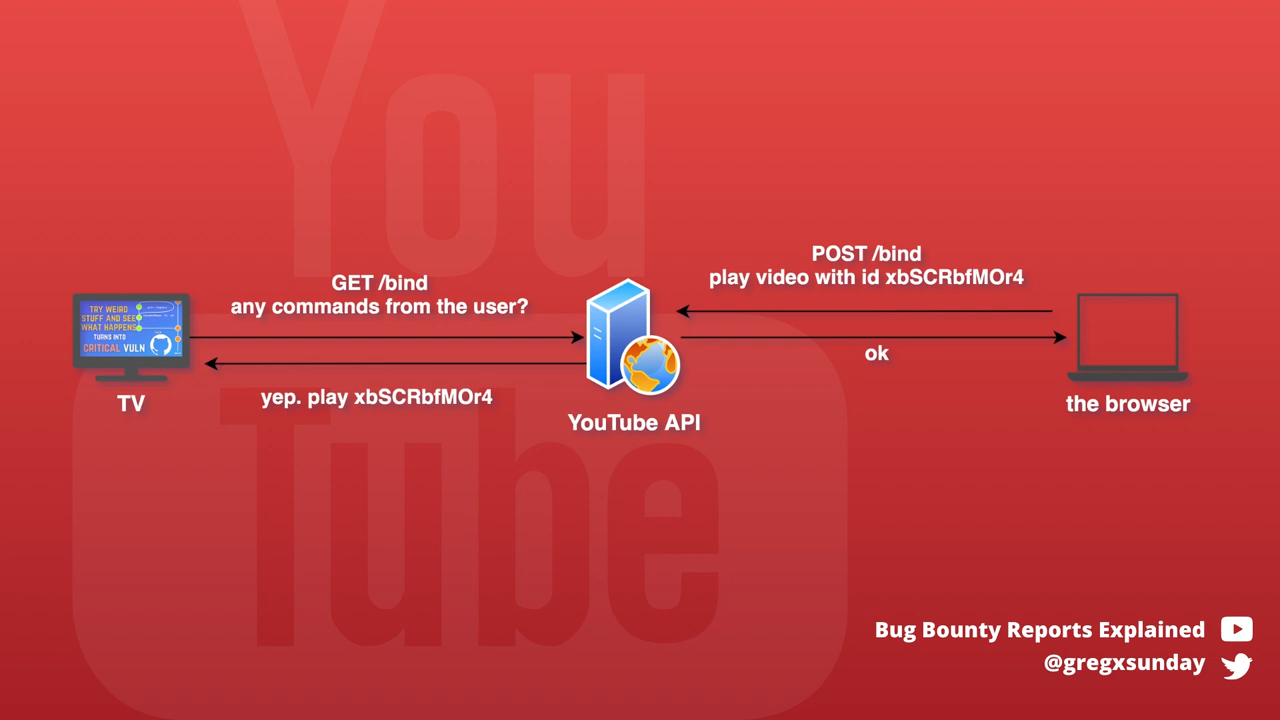 You
Tube
GET /bind
any commands from the user?
yep. play xbSCRbfMOr4
TRY WEIRD
STUFF AND SEE
WHAT HAPPENS
TURNS INTO
CRITICAL VULN
TV
YouTube API
POST /bind
play video with id xbSCRbfMOr4
ok
the browser
Bug Bounty Reports Explained
@gregxsunday